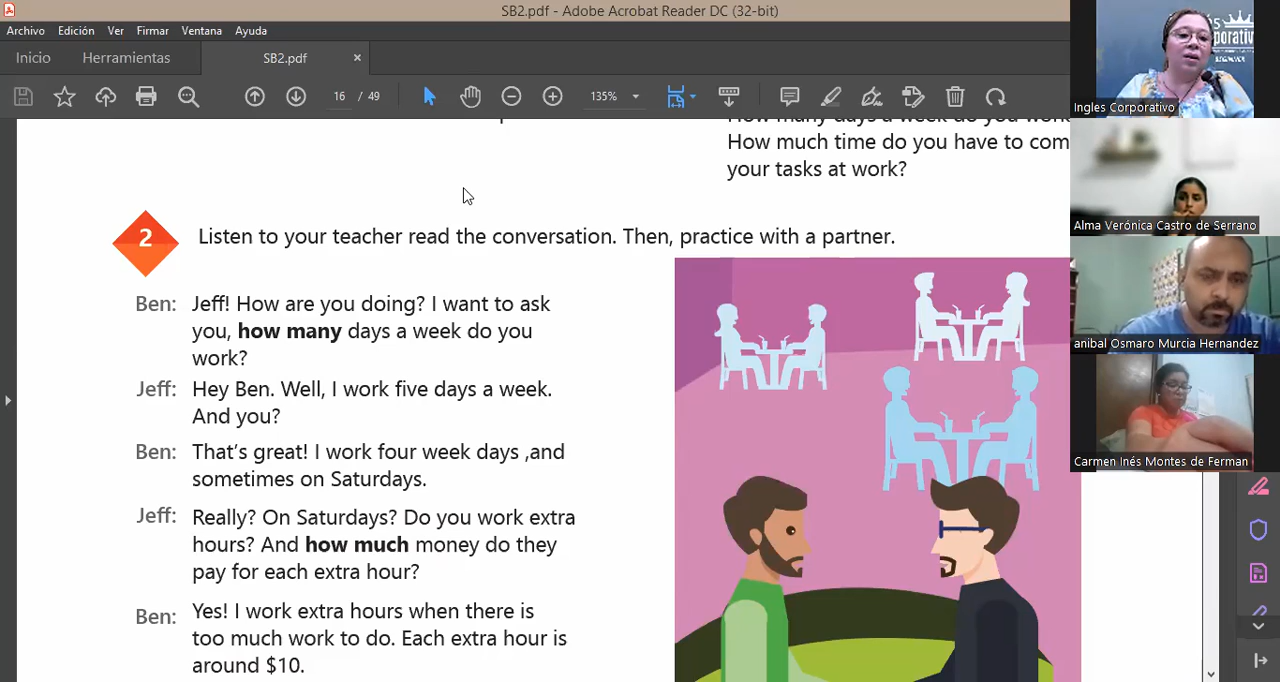 SB2.pdf - Adobe Acrobat Reader DC (32-bit)
Archivo Edición Ver Firmar Ventana Ayuda
Inicio Herramientas SB2.pdf ×
16 / 49 135%
How much time do you have to com
your tasks at work?
2 Listen to your teacher read the conversation. Then, practice with a partner.
Ben: Jeff! How are you doing? I want to ask
you, how many days a week do you
work?
Jeff: Hey Ben. Well, I work five days a week.
And you?
Ben: That's great! I work four week days ,and
sometimes on Saturdays.
Jeff: Really? On Saturdays? Do you work extra
hours? And how much money do they
pay for each extra hour?
Ben: Yes! I work extra hours when there is
too much work to do. Each extra hour is
around $10.
Ingles Corporativo
Alma Verónica Castro de Serrano
anibal Osmaro Murcia Hernandez
Carmen Inés Montes de Ferman